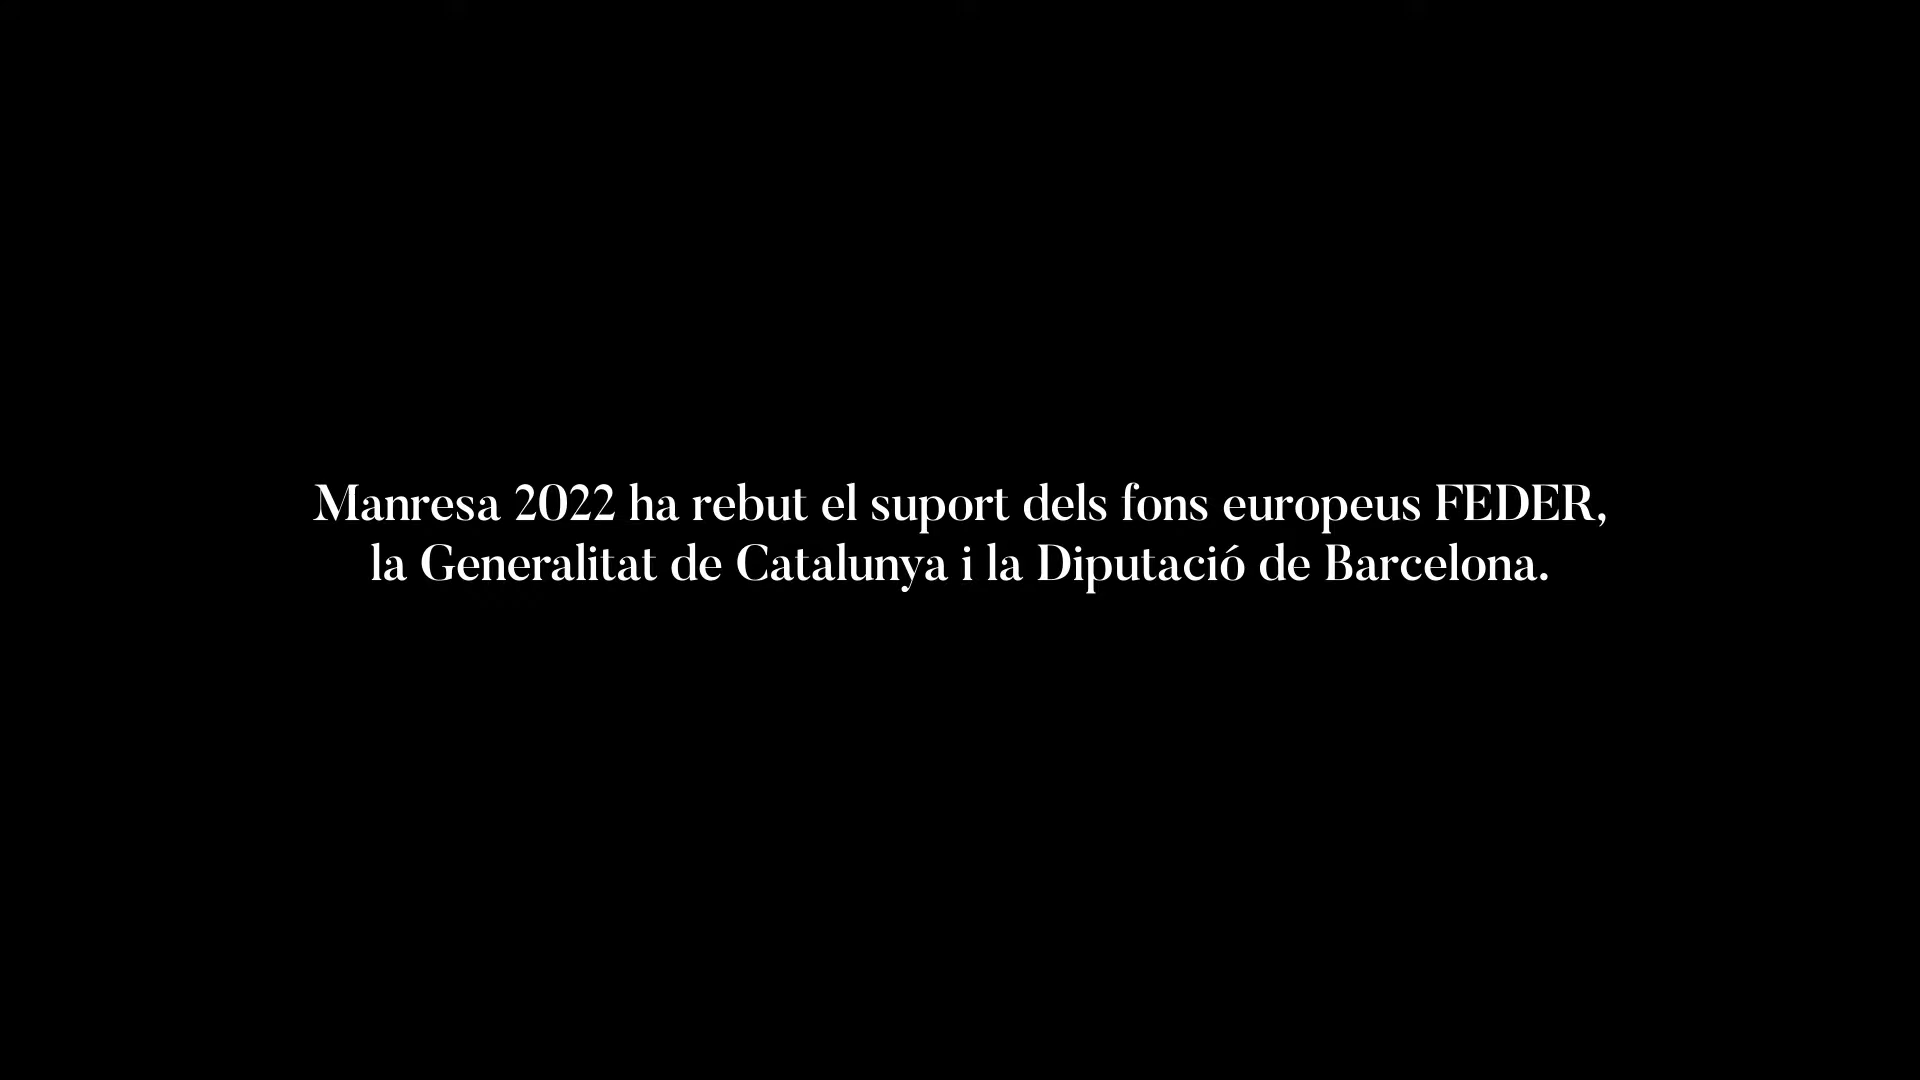 Manresa 2022 ha rebut el suport dels fons europeus FEDER,
la Generalitat de Catalunya i la Diputació de Barcelona.